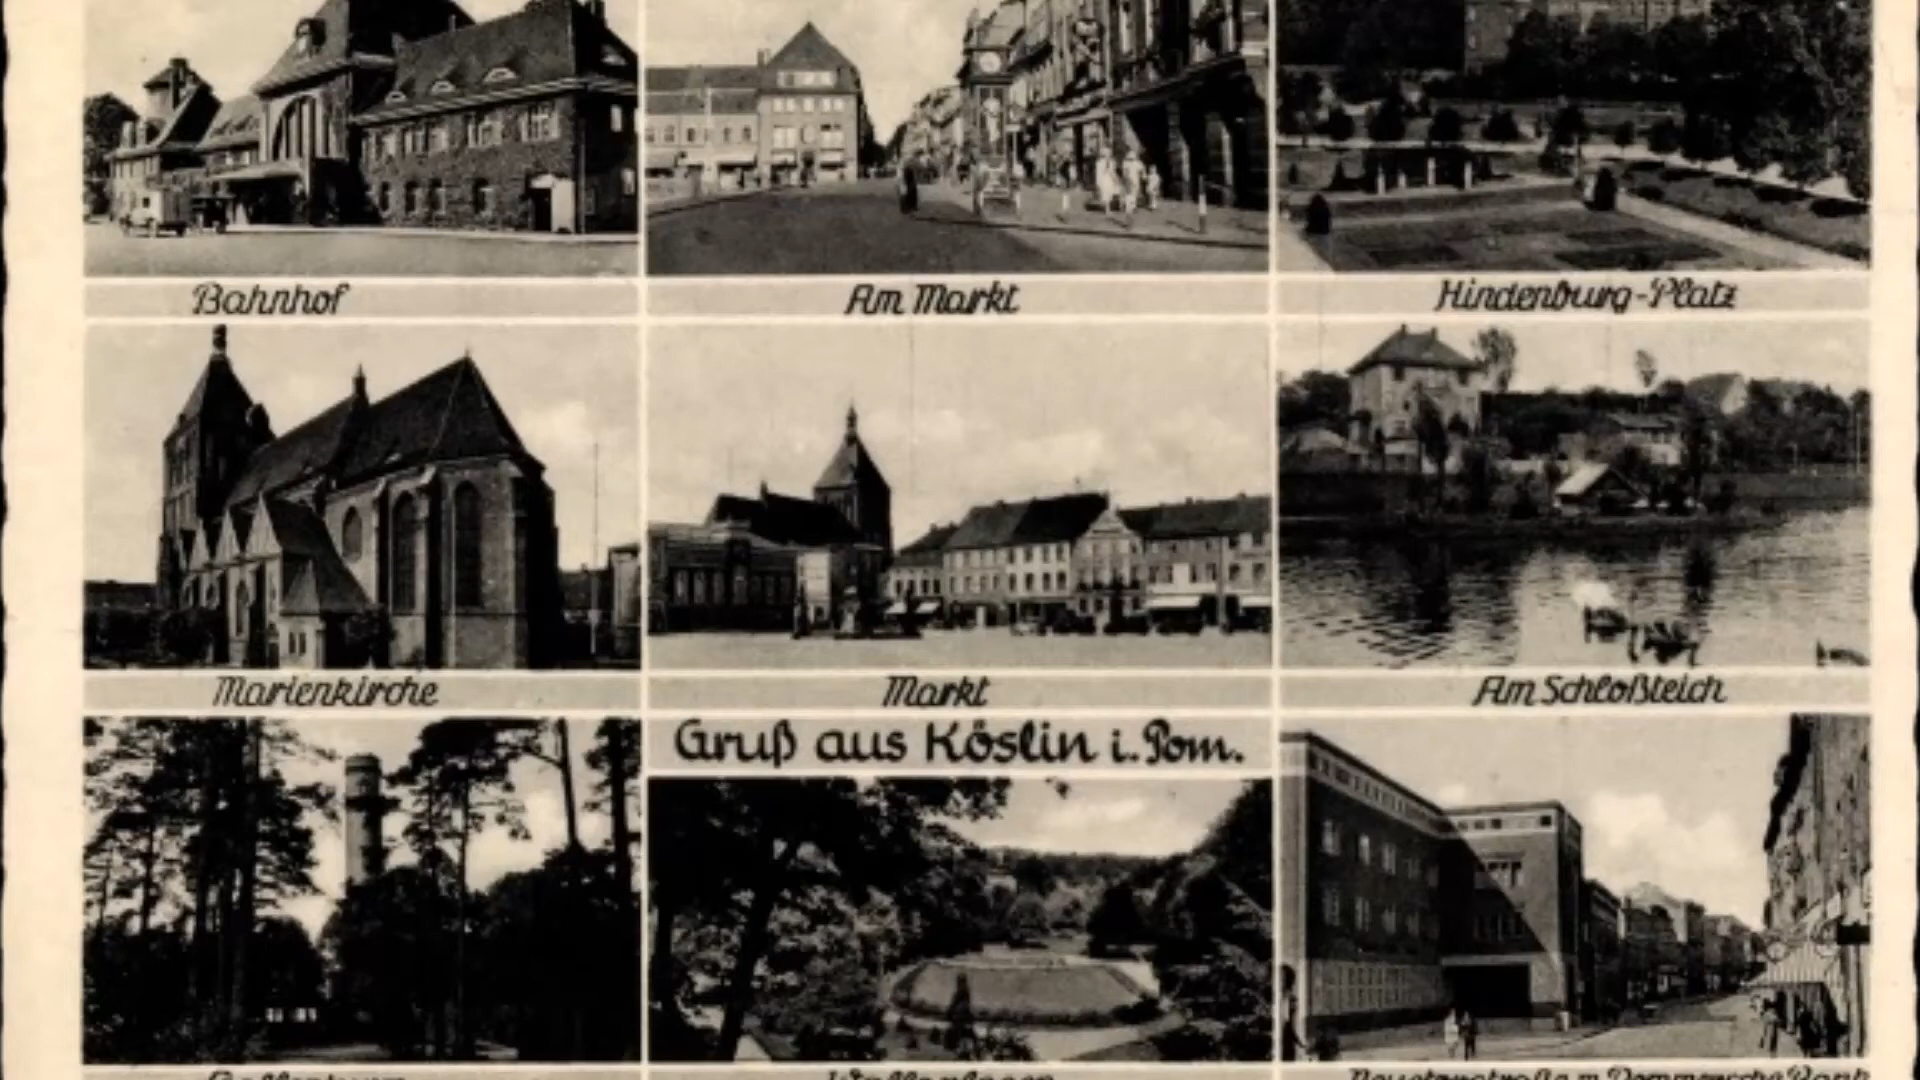 Bahnhof
Am Markt
Hindenburg-Platz
Marienkirche
Markt
Am Schloßteich
Gruß aus Köslin i. Pom.